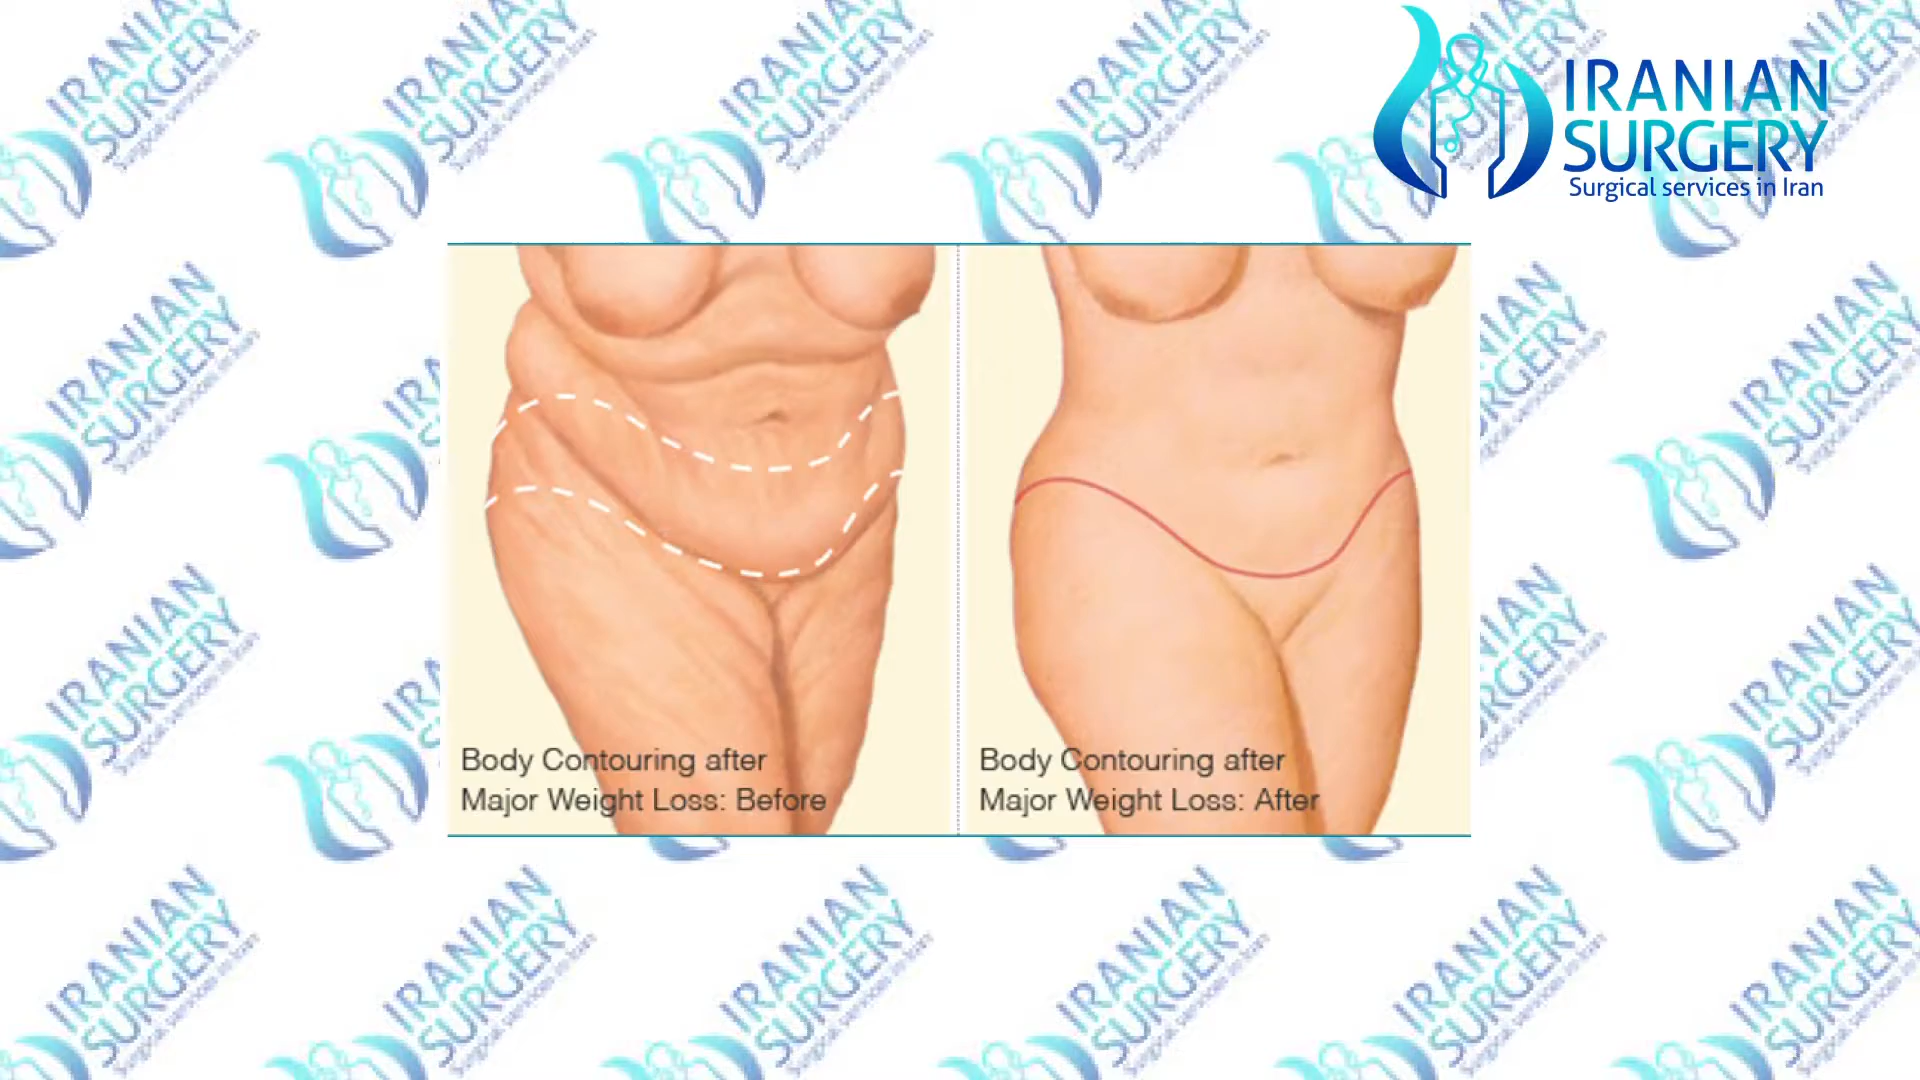 IRANIAN
SURGERY
Surgical services in Iran
Body Contouring after
Major Weight Loss: Before
Body Contouring after
Major Weight Loss: After